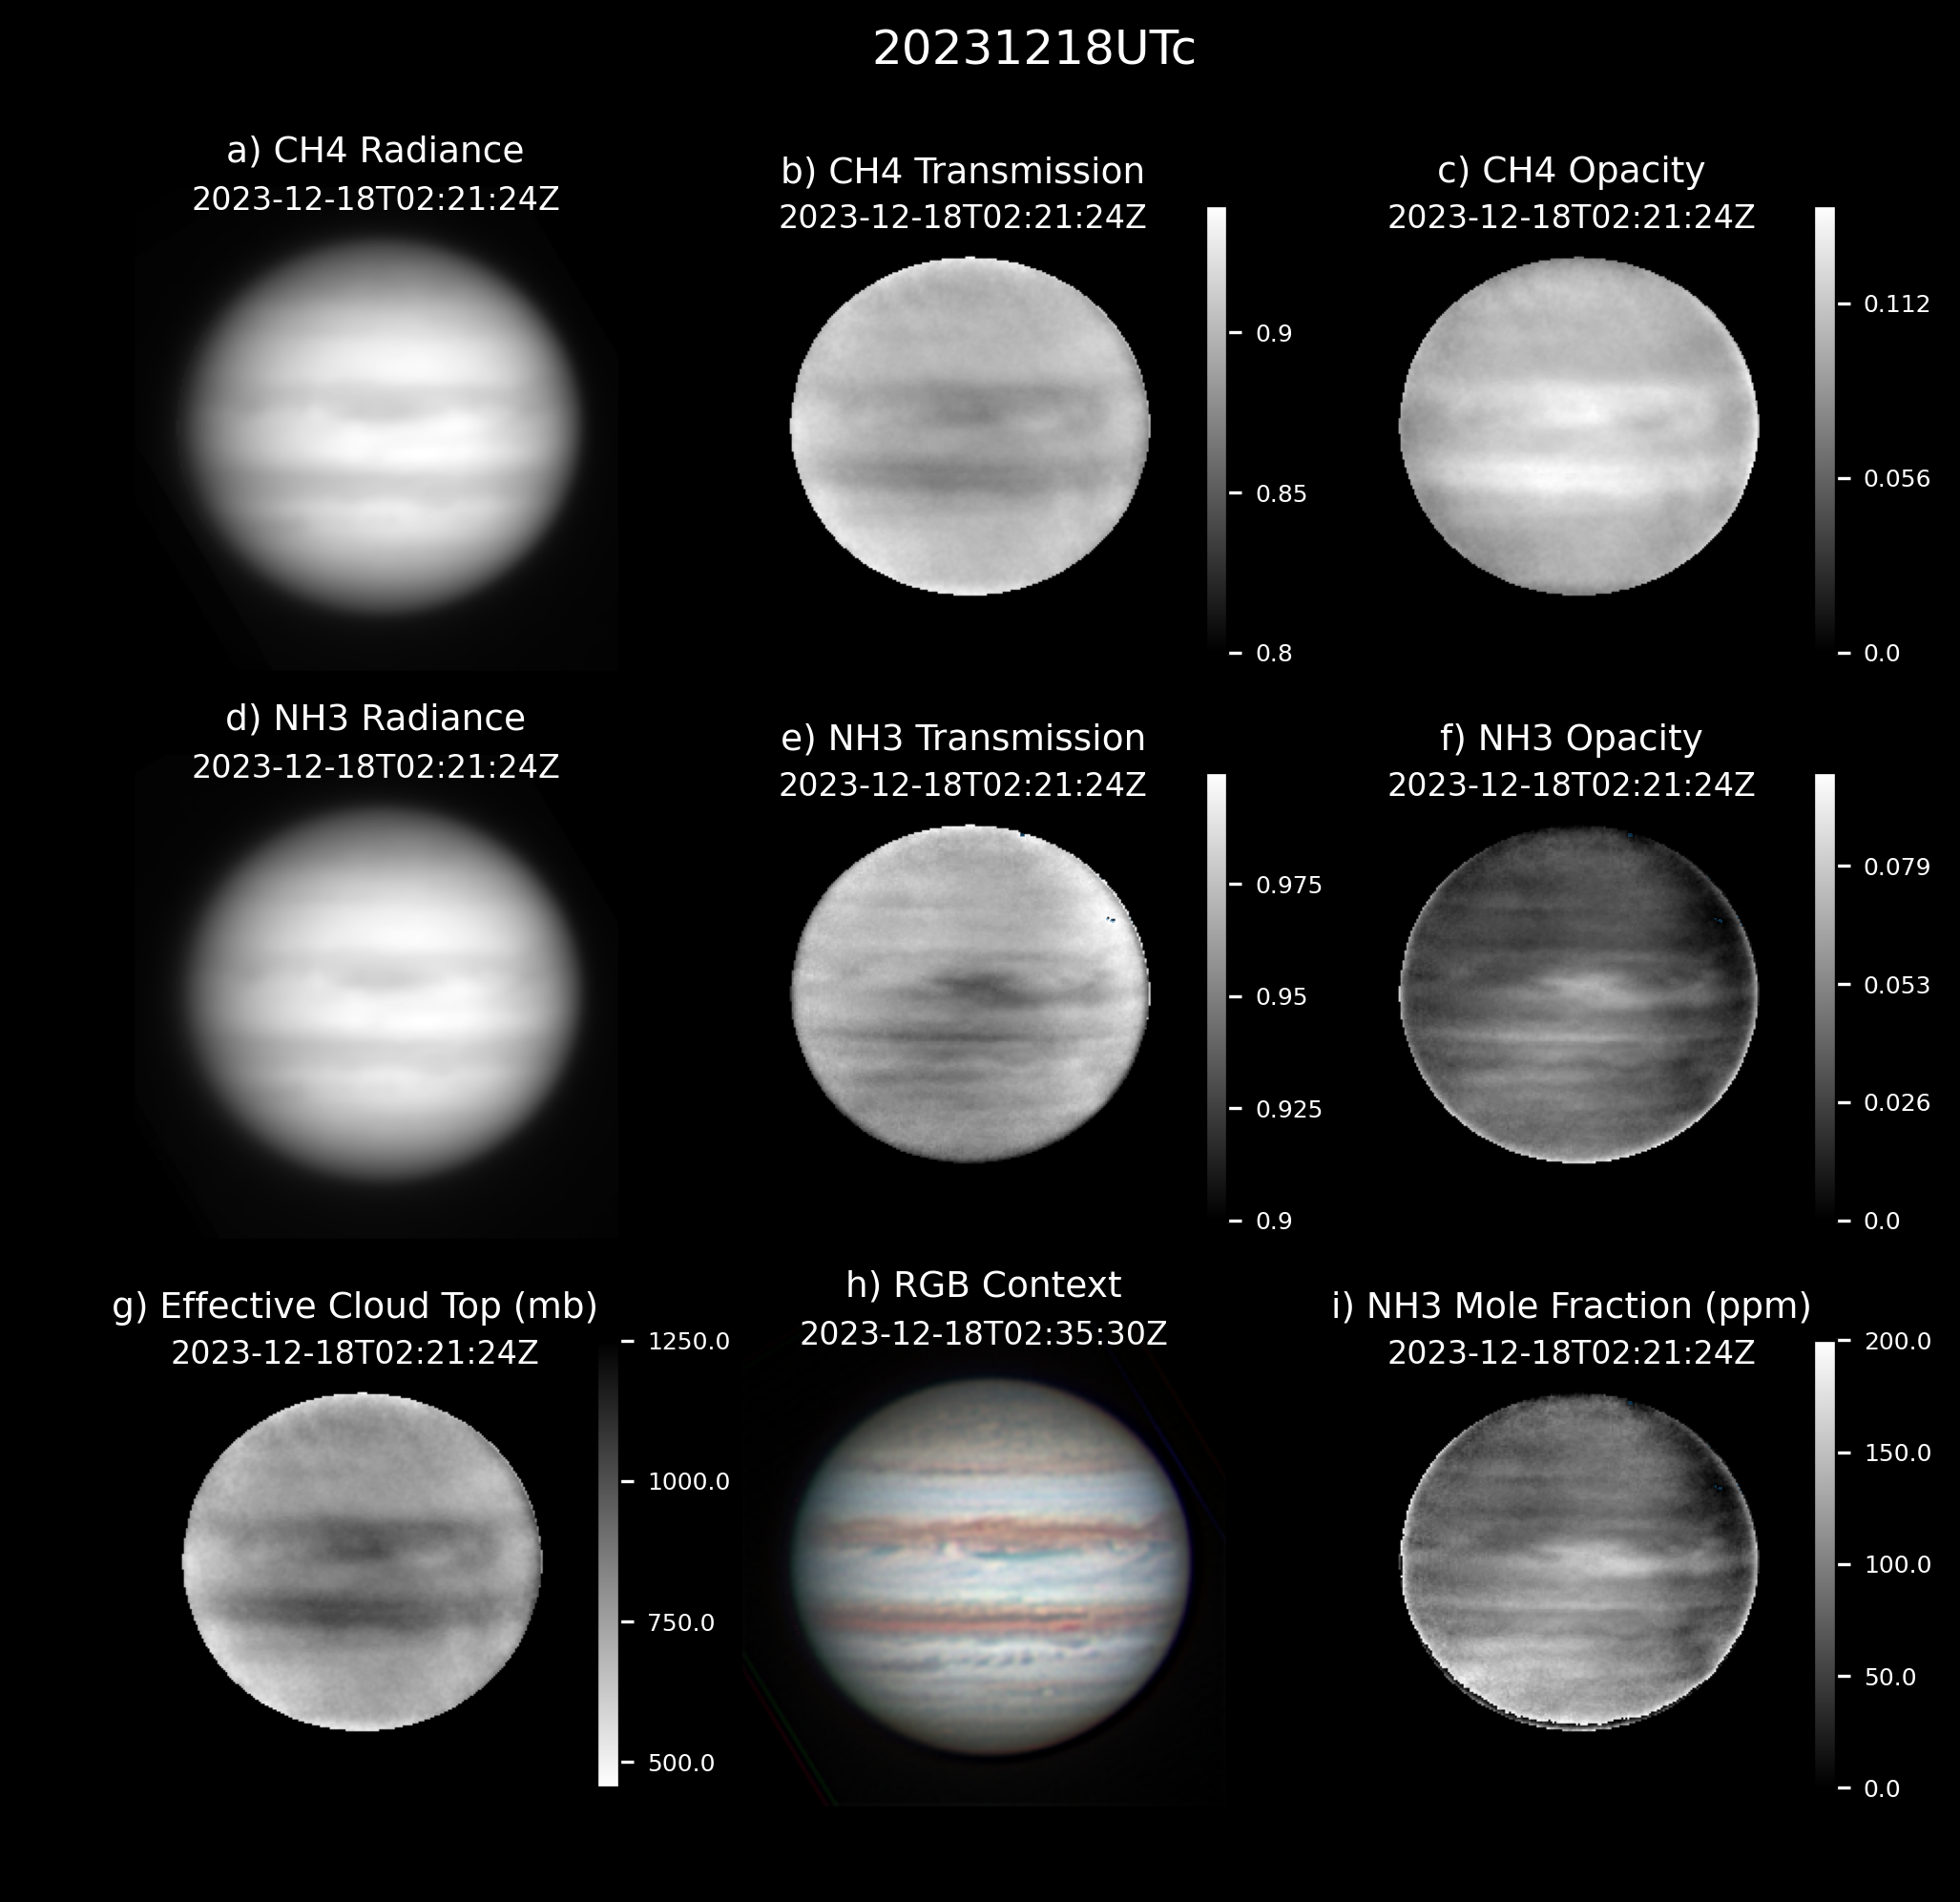 20231218UTc
a) CH4 Radiance
2023-12-18T02:21:24Z
b) CH4 Transmission
2023-12-18T02:21:24Z
0.9
0.85
0.8
c) CH4 Opacity
2023-12-18T02:21:24Z
0.112
0.056
0.0
d) NH3 Radiance
2023-12-18T02:21:24Z
e) NH3 Transmission
2023-12-18T02:21:24Z
0.975
0.95
0.925
0.9
f) NH3 Opacity
2023-12-18T02:21:24Z
0.079
0.053
0.026
0.0
g) Effective Cloud Top (mb)
2023-12-18T02:21:24Z
1250.0
1000.0
750.0
500.0
h) RGB Context
2023-12-18T02:35:30Z
i) NH3 Mole Fraction (ppm)
2023-12-18T02:21:24Z
200.0
150.0
100.0
50.0
0.0